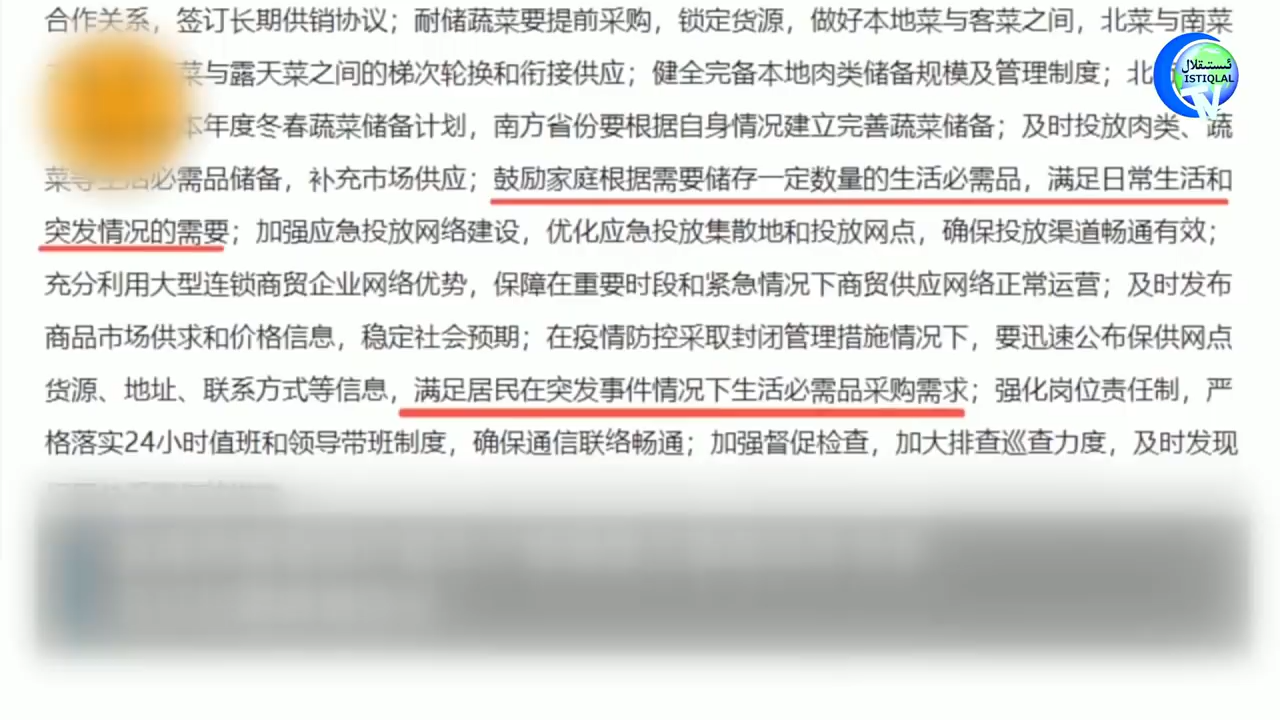 合作关系，签订长期供销协议；耐储蔬菜要提前采购，锁定货源，做好本地菜与客菜之间，北菜与南菜
菜与露天菜之间的梯次轮换和衔接供应；健全完备本地肉类储备规模及管理制度；北
本年度冬春蔬菜储备计划，南方省份要根据自身情况建立完善蔬菜储备；及时投放肉类、蔬
菜等生活必需品储备，补充市场供应；鼓励家庭根据需要储存一定数量的生活必需品，满足日常生活和
突发情况的需要；加强应急投放网络建设，优化应急投放集散地和投放网点，确保投放渠道畅通有效；
充分利用大型连锁商贸企业网络优势，保障在重要时段和紧急情况下商贸供应网络正常运营；及时发布
商品市场供求和价格信息，稳定社会预期；在疫情防控采取封闭管理措施情况下，要迅速公布保供网点
货源、地址、联系方式等信息，满足居民在突发事件情况下生活必需品采购需求；强化岗位责任制，严
格落实24小时值班和领导带班制度，确保通信联络畅通；加强督促检查，加大排查巡查力度，及时发现
ئىستىقلال
ISTIQLAL
TV